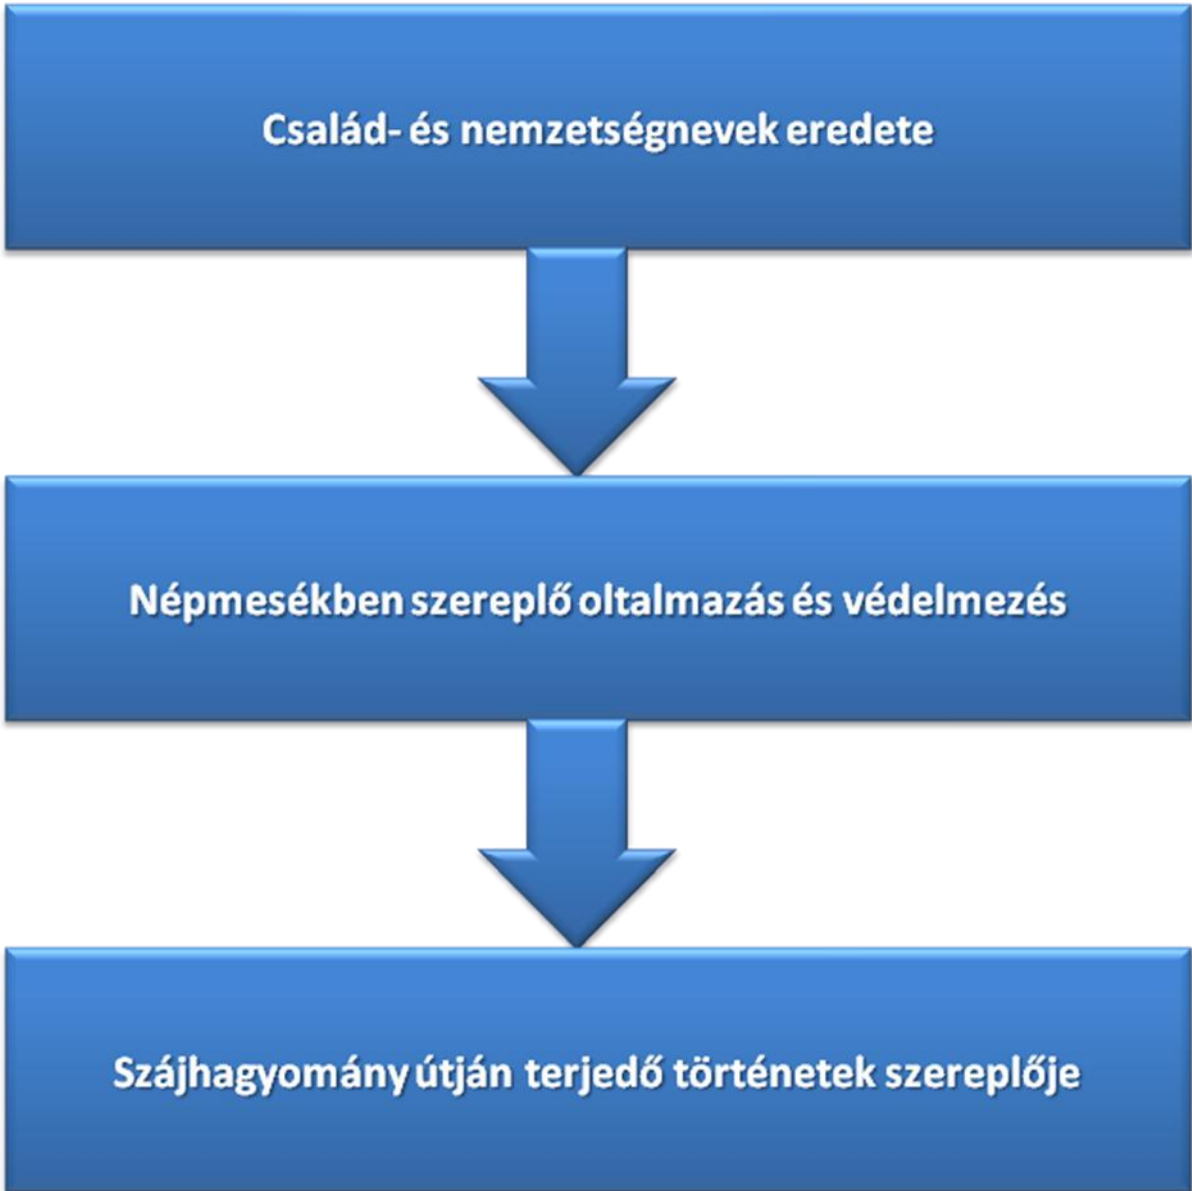 Család- és nemzetségnevek eredete
Népmesékben szereplő oltalmazás és védelmezés
Szájhagyomány útján terjedő történetek szereplője